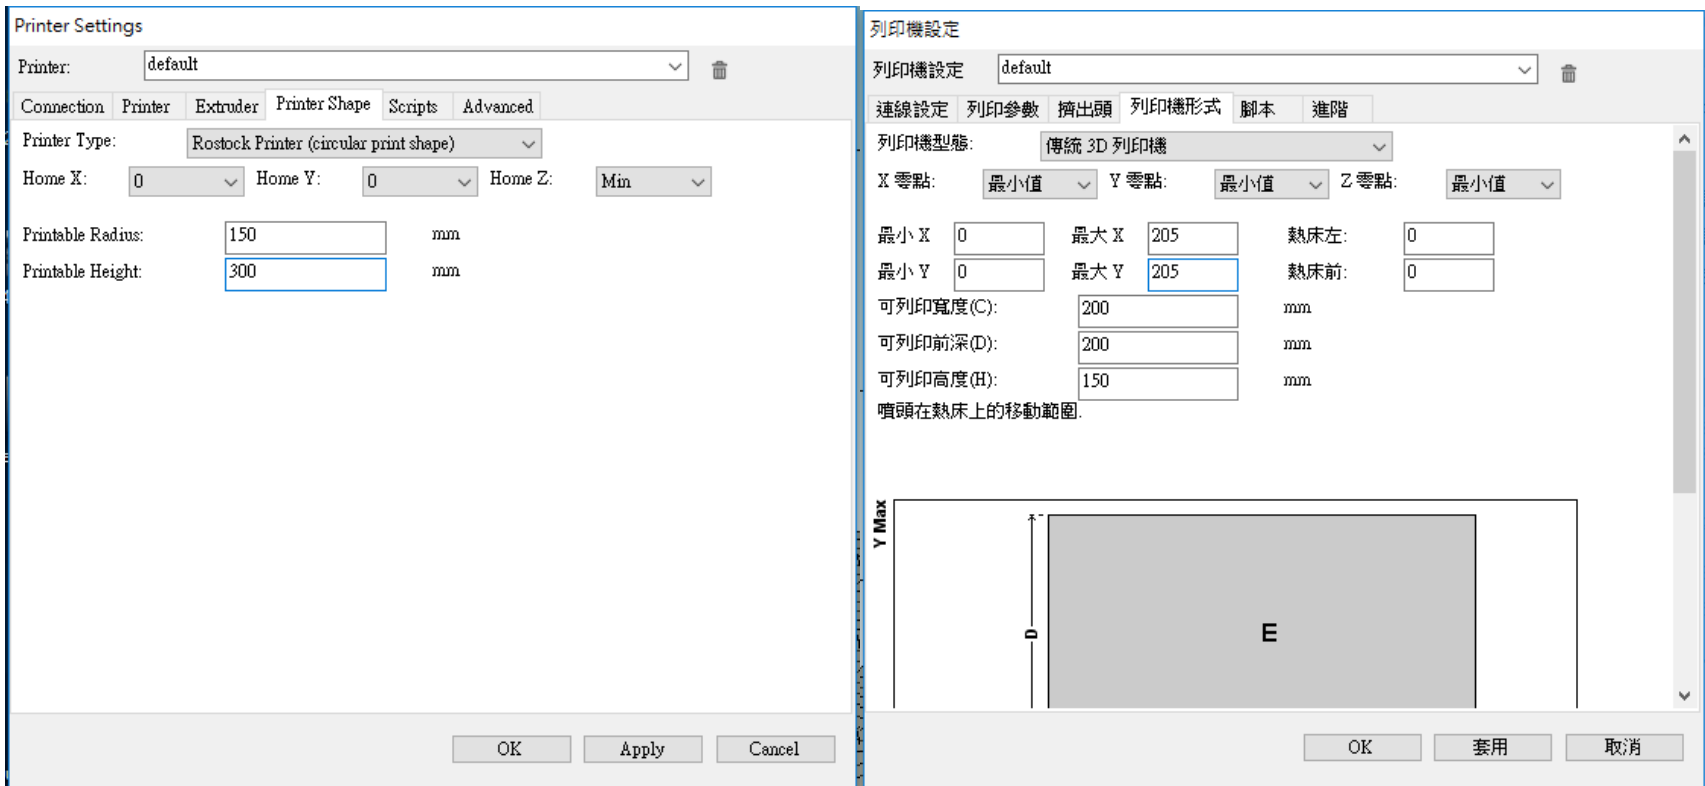 Printer Settings
Printer:
default
Connection Printer Extruder Printer Shape Scripts Advanced
Printer Type:
Rostock Printer (circular print shape)
Home X: 0 Home Y: 0 Home Z: Min
Printable Radius: 150 mm
Printable Height: 300 mm
OK Apply Cancel
列印機設定
列印機設定 default
連線設定 列印參數 擠出頭 列印機形式 腳本 進階
列印機型態: 傳統 3D 列印機
X 零點: 最小值 Y 零點: 最小值 Z 零點: 最小值
最小 X 0 最大 X 205 熱床左: 0
最小 Y 0 最大 Y 205 熱床前: 0
可列印寬度(C): 200 mm
可列印前深(D): 200 mm
可列印高度(H): 150 mm
噴頭在熱床上的移動範圍.
Y Max
D
E
OK 套用 取消